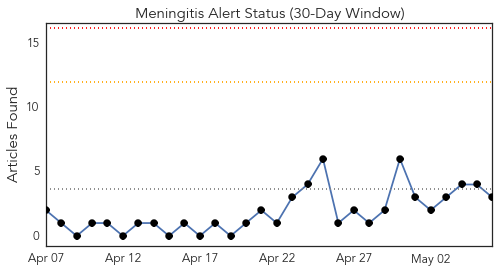 Meningitis Alert Status (30-Day Window)
15
10
5
0
Articles Found
Apr 07
Apr 12
Apr 17
Apr 22
Apr 27
May 02